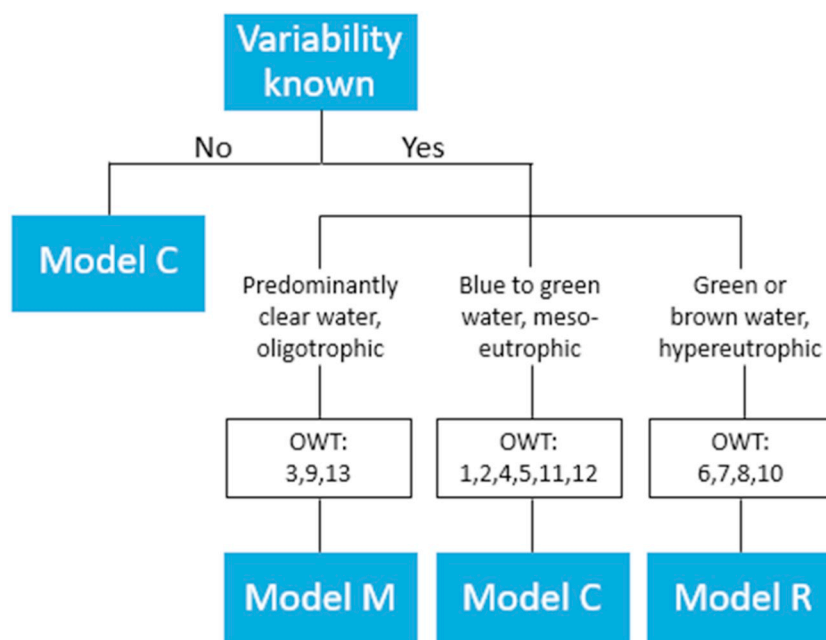 Variability
known
No
Yes
Model C
Predominantly
clear water,
oligotrophic
Blue to green
water, meso-
eutrophic
Green or
brown water,
hypereutrophic
OWT:
3,9,13
OWT:
1,2,4,5,11,12
OWT:
6,7,8,10
Model M
Model C
Model R